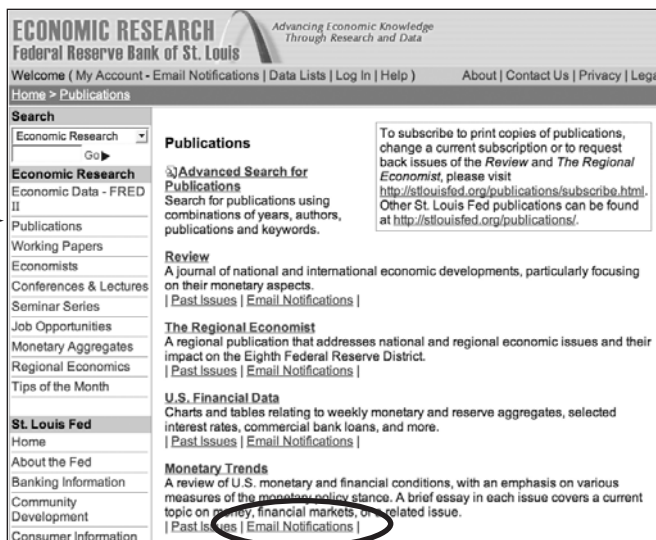 ECONOMIC RESEARCH
Federal Reserve Bank of St. Louis
Advancing Economic Knowledge
Through Research and Data
Welcome ( My Account - Email Notifications | Data Lists | Log In | Help )
About | Contact Us | Privacy | Lega
Home > Publications
Search
Economic Research
Go
Economic Research
Economic Data - FRED
II
Publications
Working Papers
Economists
Conferences & Lectures
Seminar Series
Job Opportunities
Monetary Aggregates
Regional Economics
Tips of the Month
St. Louis Fed
Home
About the Fed
Banking Information
Community
Development
Consumer Information
Publications
Advanced Search for
Publications
Search for publications using
combinations of years, authors,
publications and keywords.
To subscribe to print copies of publications,
change a current subscription or to request
back issues of the Review and The Regional
Economist, please visit
http://stlouisfed.org/publications/subscribe.html.
Other St. Louis Fed publications can be found
at http://stlouisfed.org/publications/.
Review
A journal of national and international economic developments, particularly focusing
on their monetary aspects.
| Past Issues | Email Notifications |
The Regional Economist
A regional publication that addresses national and regional economic issues and their
impact on the Eighth Federal Reserve District.
| Past Issues | Email Notifications |
U.S. Financial Data
Charts and tables relating to weekly monetary and reserve aggregates, selected
interest rates, commercial bank loans, and more.
| Past Issues | Email Notifications |
Monetary Trends
A review of U.S. monetary and financial conditions, with an emphasis on various
measures of the monetary policy stance. A brief essay in each issue covers a current
topic on money, financial markets, or a related issue.
| Past Issues | Email Notifications |